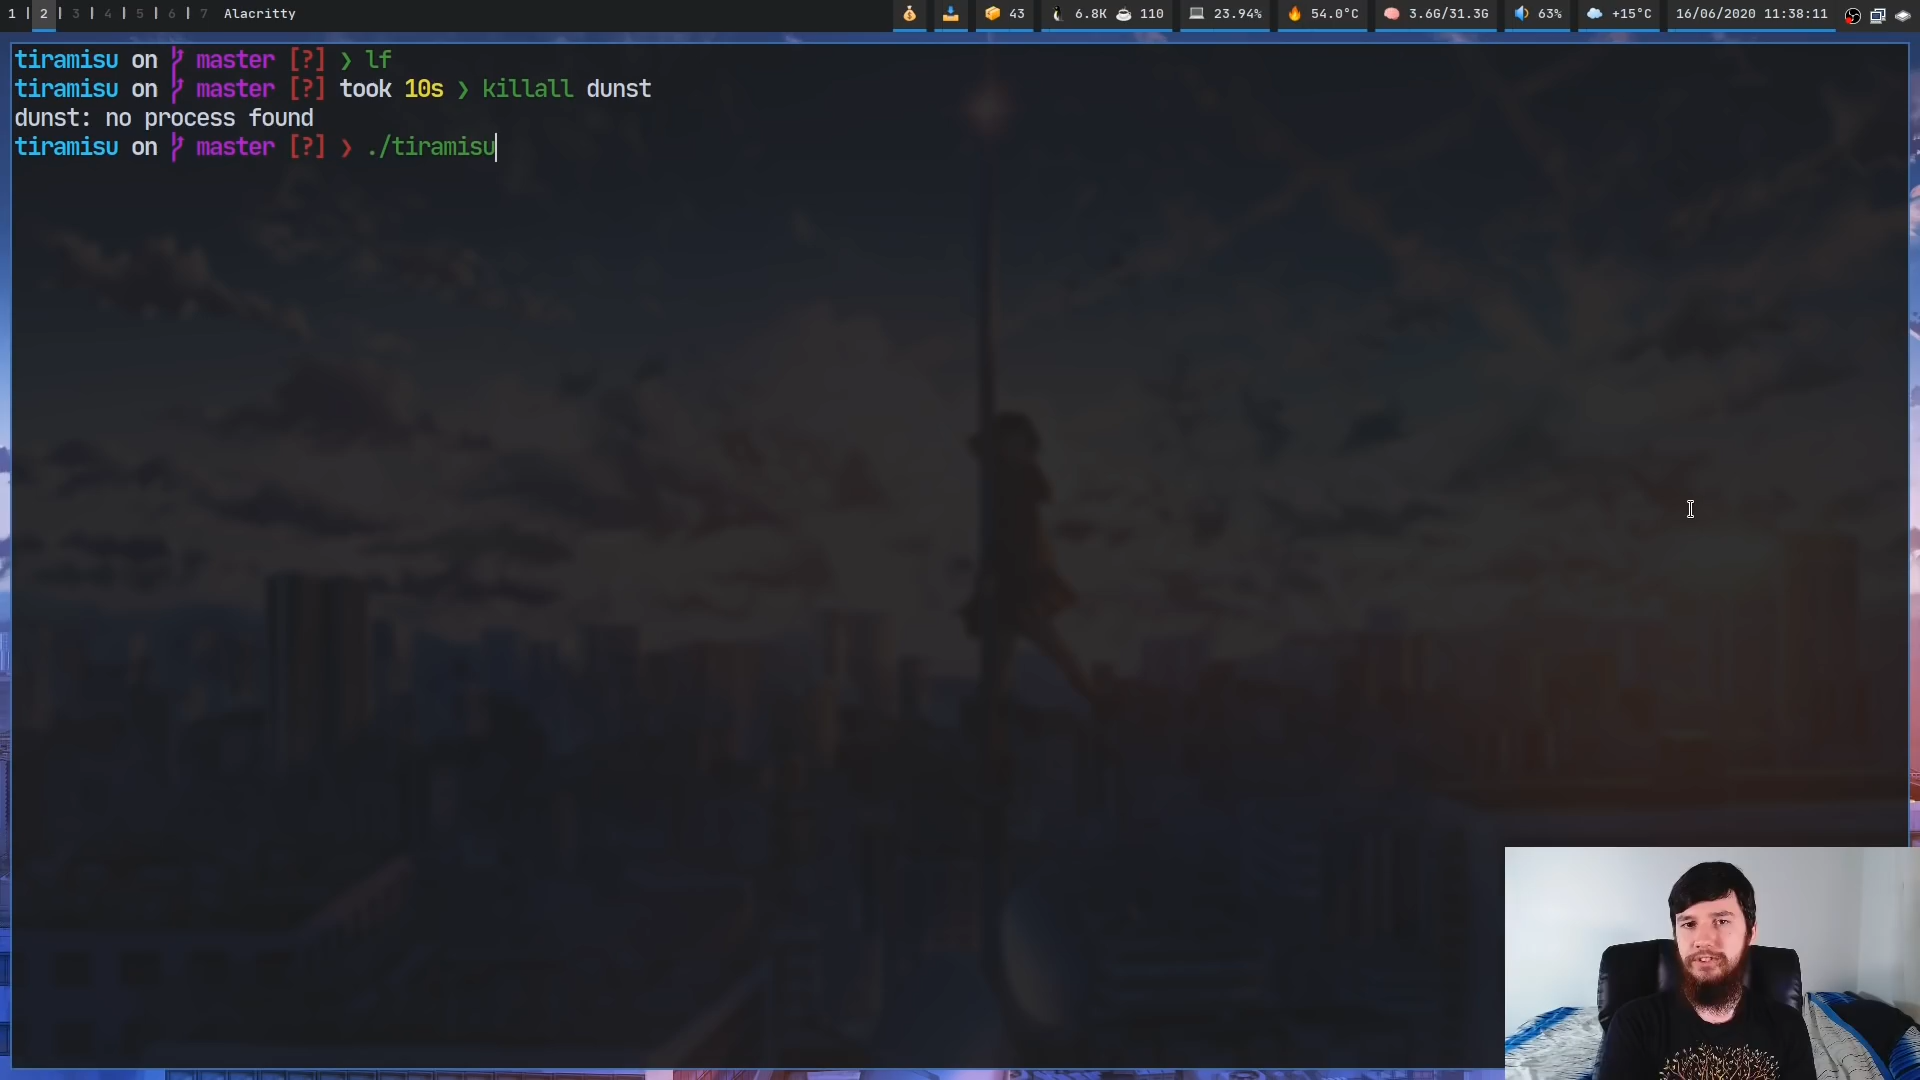 1 | 2 | 3 | 4 | 5 | 6 | 7 Alacritty 43 6.8K 110 23.94% 54.0°C 3.6G/31.3G 63% +15°C 16/06/2020 11:38:11
tiramisu on master [?] ❯ lf
tiramisu on master [?] took 10s ❯ killall dunst
dunst: no process found
tiramisu on master [?] ❯ ./tiramisu